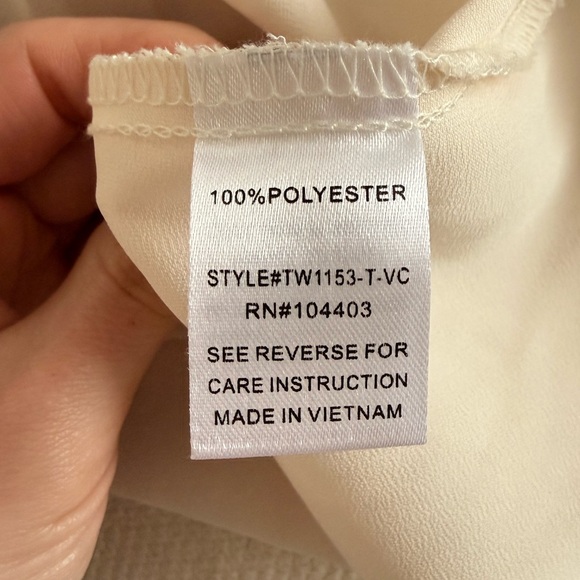 100%POLYESTER
STYLE#TW1153-T-VC
RN#104403
SEE REVERSE FOR
CARE INSTRUCTION
MADE IN VIETNAM